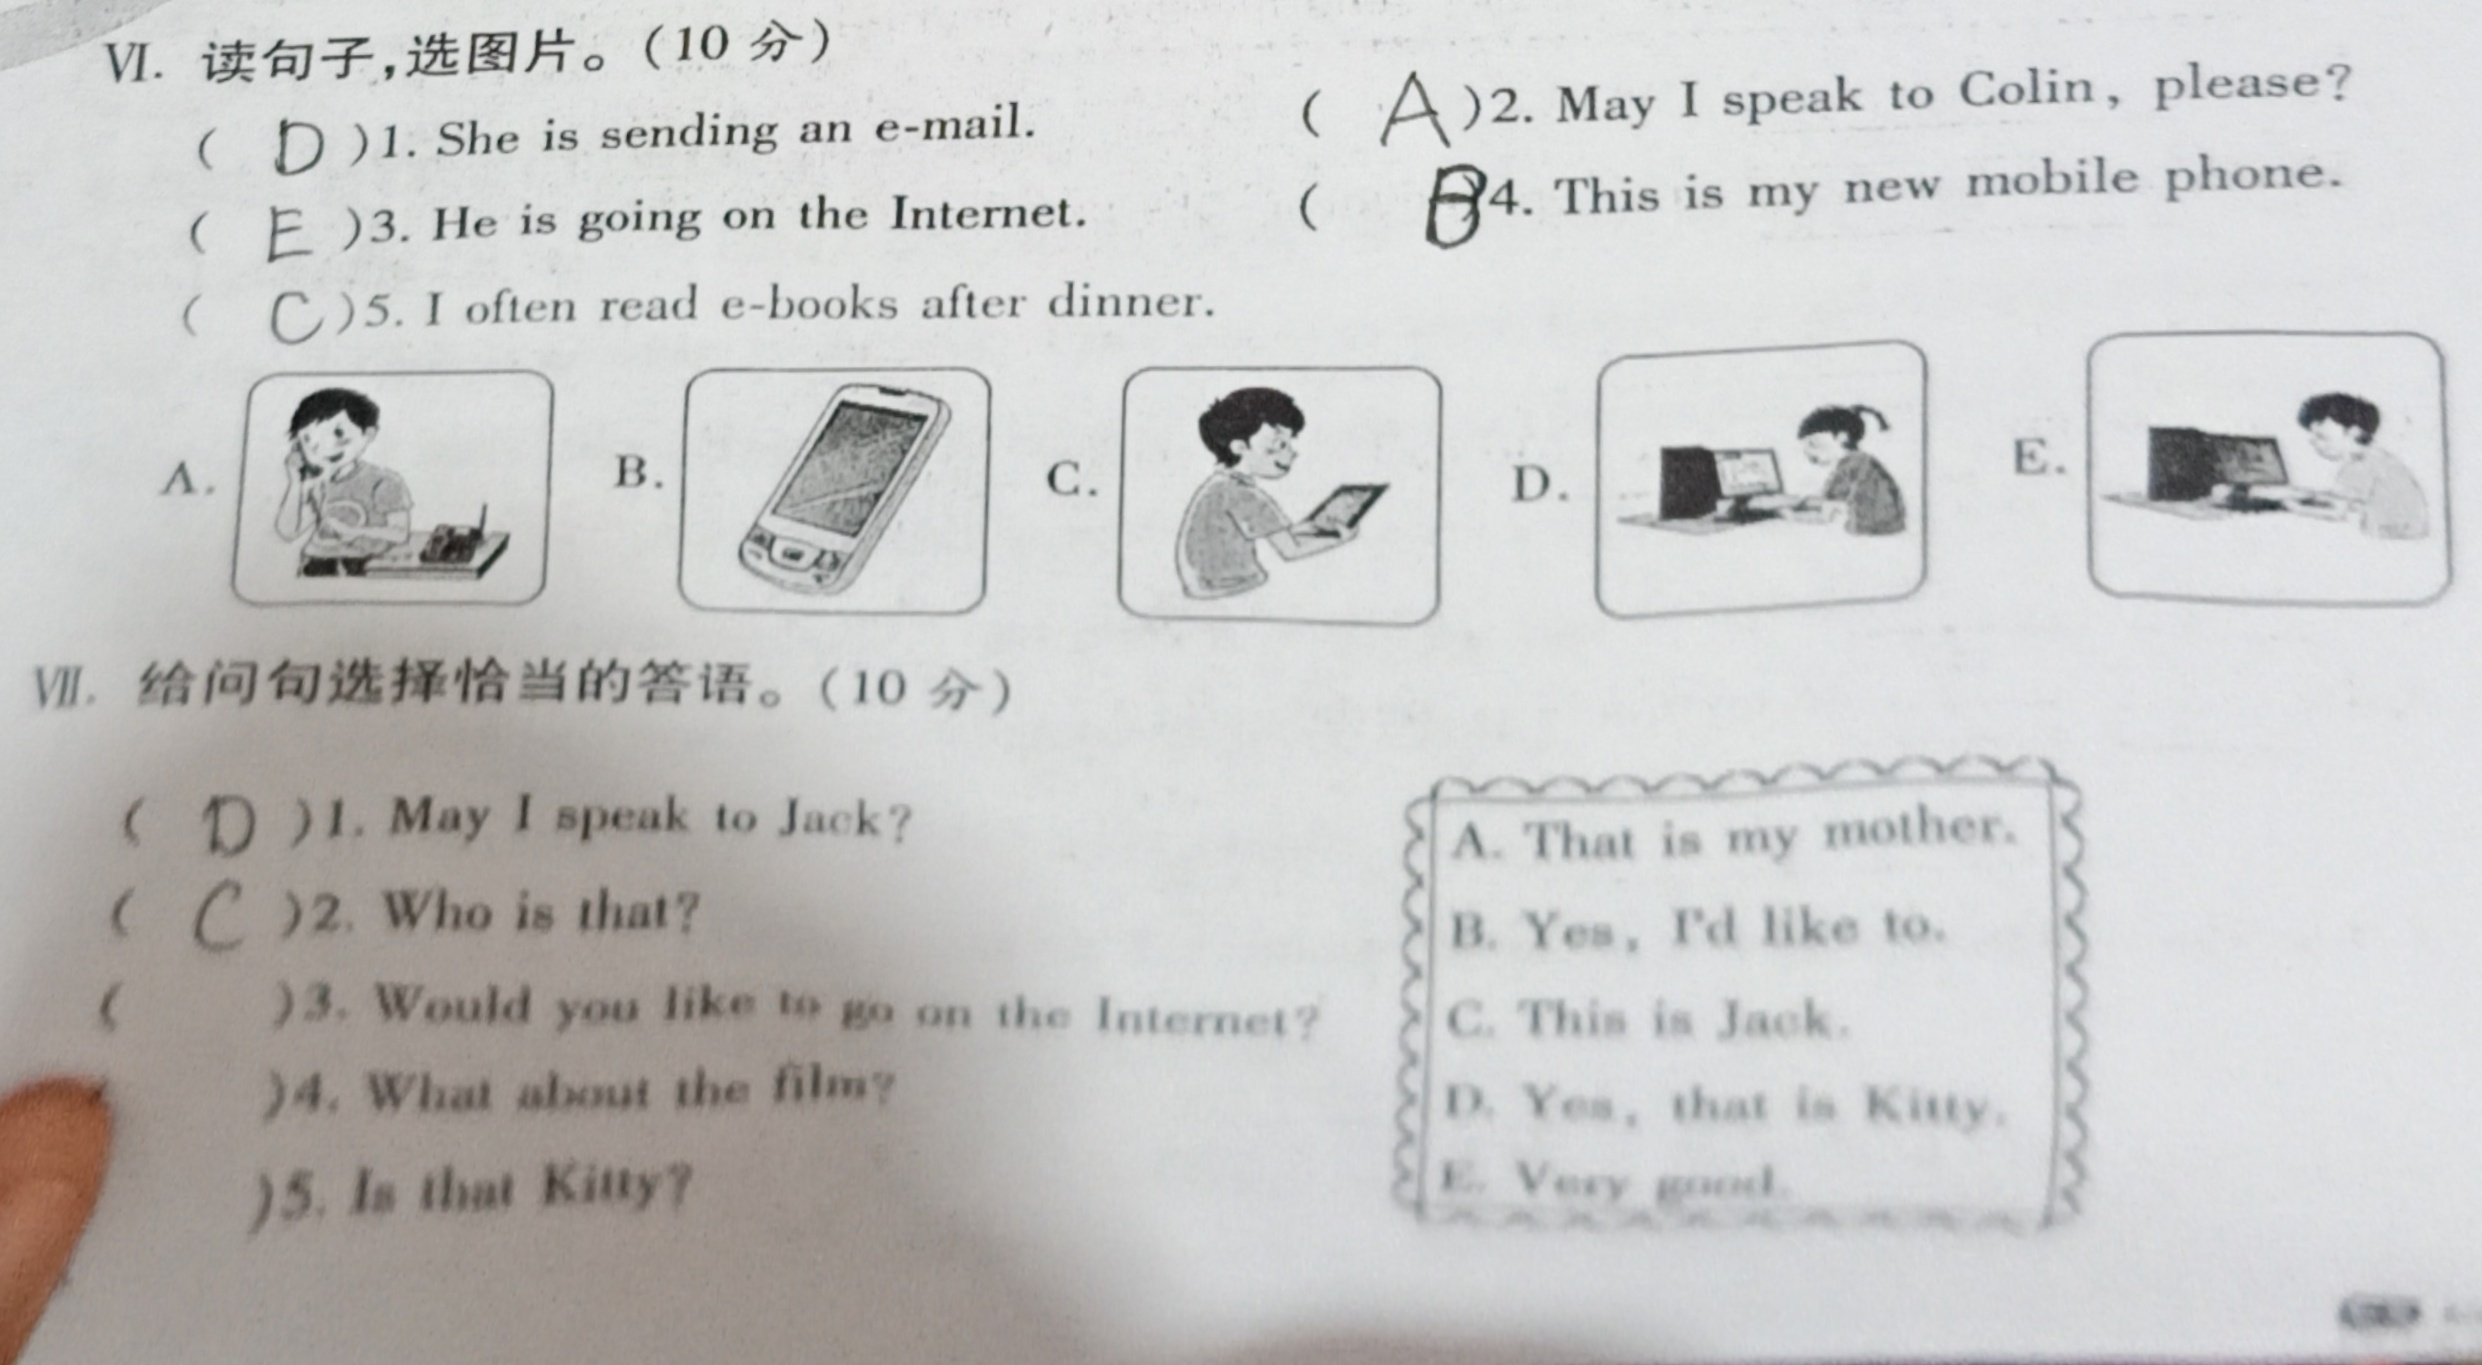 Ⅵ. 读句子,选图片。(10 分)
( D )1. She is sending an e-mail. ( A )2. May I speak to Colin, please?
( E )3. He is going on the Internet. ( B )4. This is my new mobile phone.
( C )5. I often read e-books after dinner.
A. B. C. D. E.
Ⅶ. 给问句选择恰当的答语。(10 分)
( D )1. May I speak to Jack?
( C )2. Who is that?
( )3. Would you like to go on the Internet?
)4. What about the film?
)5. Is that Kitty?
A. That is my mother.
B. Yes, I'd like to.
C. This is Jack.
D. Yes, that is Kitty.
E. Very good.